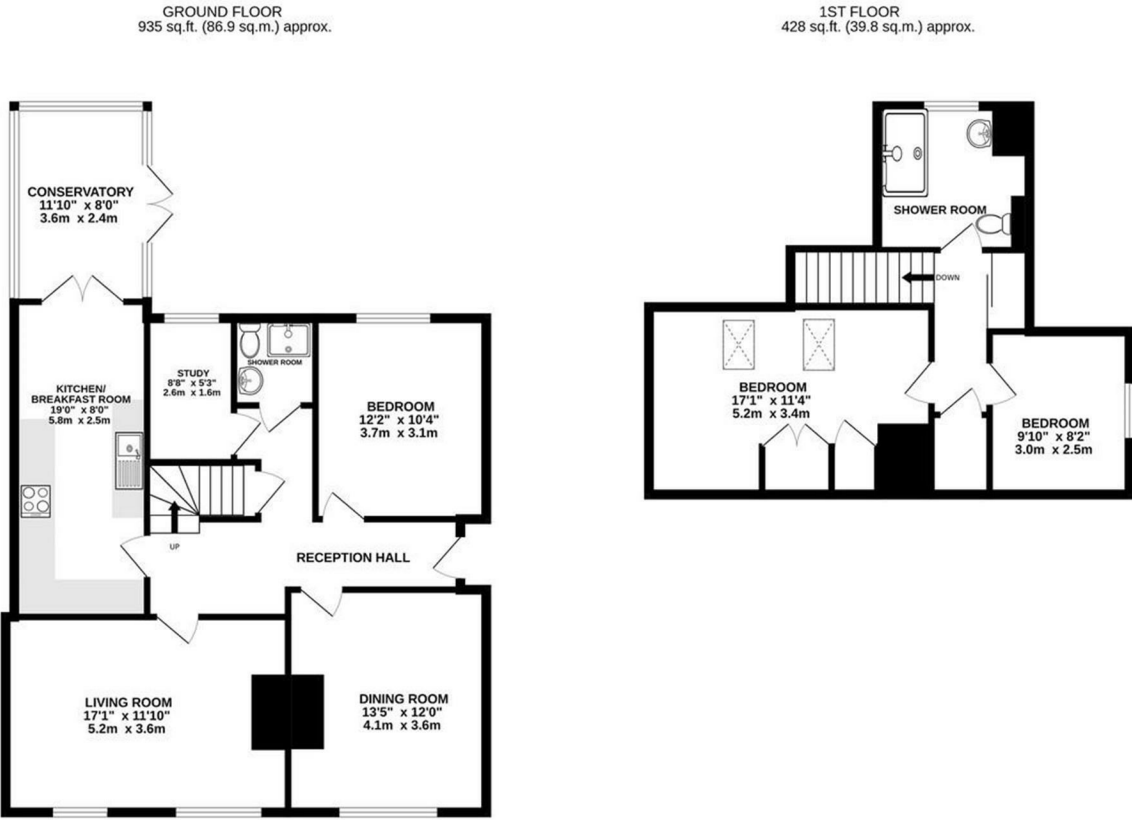 GROUND FLOOR
935 sq.ft. (86.9 sq.m.) approx.
1ST FLOOR
428 sq.ft. (39.8 sq.m.) approx.
CONSERVATORY
11'10" x 8'0"
3.6m x 2.4m
KITCHEN/
BREAKFAST ROOM
19'0" x 8'0"
5.8m x 2.5m
STUDY
8'8" x 5'3"
2.6m x 1.6m
SHOWER ROOM
BEDROOM
12'2" x 10'4"
3.7m x 3.1m
UP
RECEPTION HALL
LIVING ROOM
17'1" x 11'10"
5.2m x 3.6m
DINING ROOM
13'5" x 12'0"
4.1m x 3.6m
SHOWER ROOM
DOWN
BEDROOM
17'1" x 11'4"
5.2m x 3.4m
BEDROOM
9'10" x 8'2"
3.0m x 2.5m